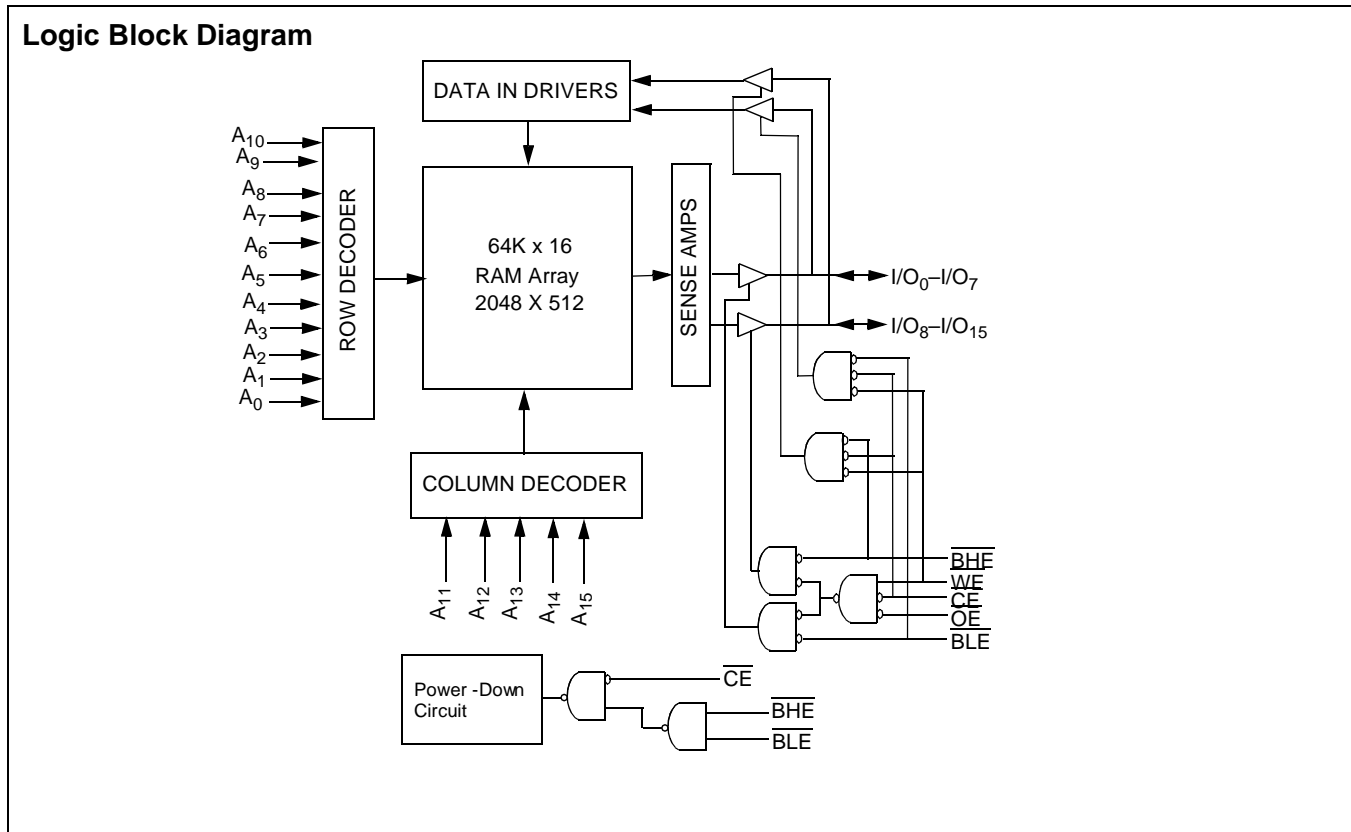 Logic Block Diagram
DATA IN DRIVERS
A10
A9
A8
A7
A6
A5
A4
A3
A2
A1
A0
ROW DECODER
64K x 16
RAM Array
2048 X 512
SENSE AMPS
I/O0–I/O7
I/O8–I/O15
COLUMN DECODER
A11
A12
A13
A14
A15
BHE
WE
CE
OE
BLE
Power -Down
Circuit
CE
BHE
BLE